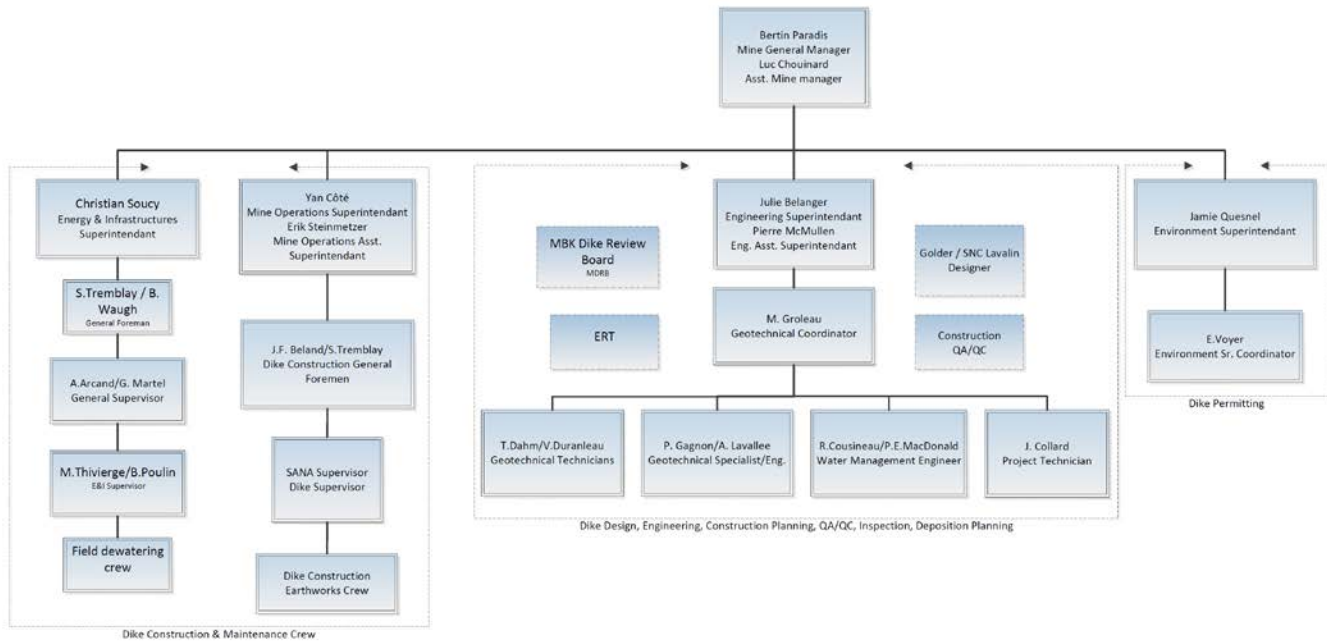 Bertin Paradis
Mine General Manager
Luc Chouinard
Asst. Mine manager
Christian Soucy
Energy & Infrastructures
Superintendant
S.Tremblay / B.
Waugh
General Foreman
A.Arcand/G. Martel
General Supervisor
M.Thivierge/B.Poulin
E&I Supervisor
Field dewatering
crew
Yan Côté
Mine Operations Superintendant
Erik Steinmetzer
Mine Operations Asst.
Superintendant
J.F. Beland/S.Tremblay
Dike Construction General
Foremen
SANA Supervisor
Dike Supervisor
Dike Construction
Earthworks Crew
Dike Construction & Maintenance Crew
MBK Dike Review
Board
MDRB
ERT
Julie Belanger
Engineering Superintendant
Pierre McMullen
Eng. Asst. Superintendant
M. Groleau
Geotechnical Coordinator
Golder / SNC Lavalin
Designer
Construction
QA/QC
T.Dahm/V.Duranleau
Geotechnical Technicians
P. Gagnon/A. Lavallee
Geotechnical Specialist/Eng.
R.Cousineau/P.E.MacDonald
Water Management Engineer
J. Collard
Project Technician
Dike Design, Engineering, Construction Planning, QA/QC, Inspection, Deposition Planning
Jamie Quesnel
Environment Superintendant
E.Voyer
Environment Sr. Coordinator
Dike Permitting